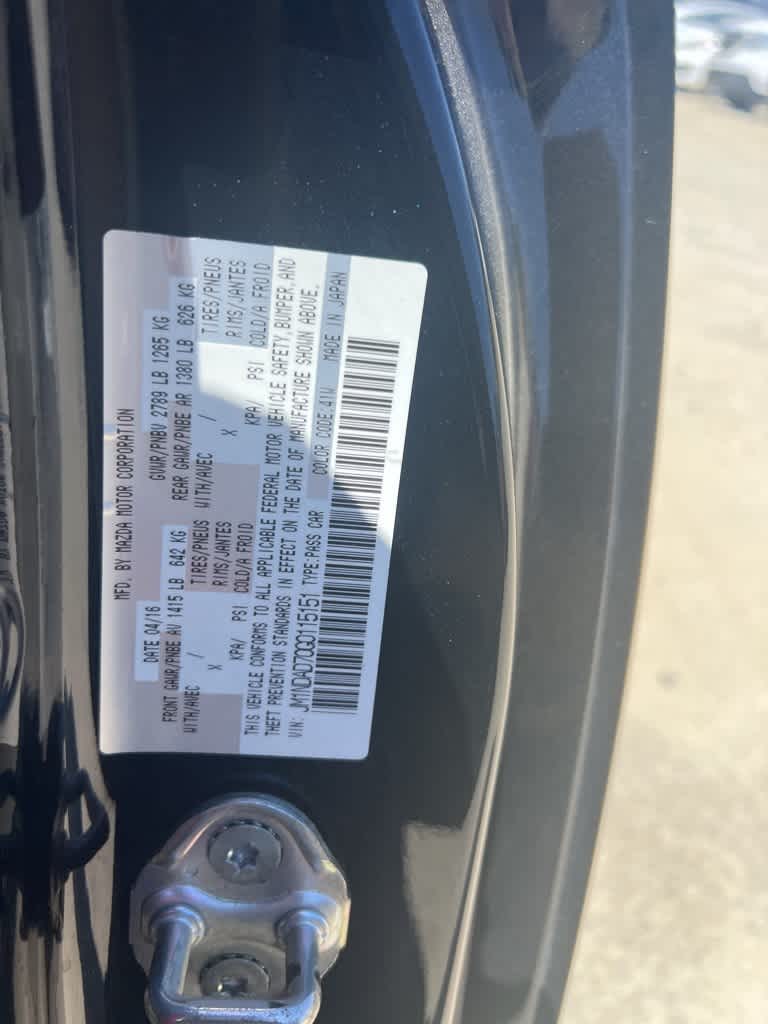 MFD. BY MAZDA MOTOR CORPORATION
DATE 04/16 GVWR/PNBV 2789 LB 1265 KG
FRONT GAWR/PNBE AV 1415 LB 642 KG REAR GAWR/PNBE AR 1380 LB 626 KG
WITH/AVEC TIRES/PNEUS WITH/AVEC / TIRES/PNEUS
X RIMS/JANTES X RIMS/JANTES
KPA/ PSI COLD/A FROID KPA/ PSI COLD/A FROID
THIS VEHICLE CONFORMS TO ALL APPLICABLE FEDERAL MOTOR VEHICLE SAFETY, BUMPER, AND
THEFT PREVENTION STANDARDS IN EFFECT ON THE DATE OF MANUFACTURE SHOWN ABOVE.
VIN: JM1NDAD70G0115151 TYPE:PASS CAR COLOR CODE:41W MADE IN JAPAN